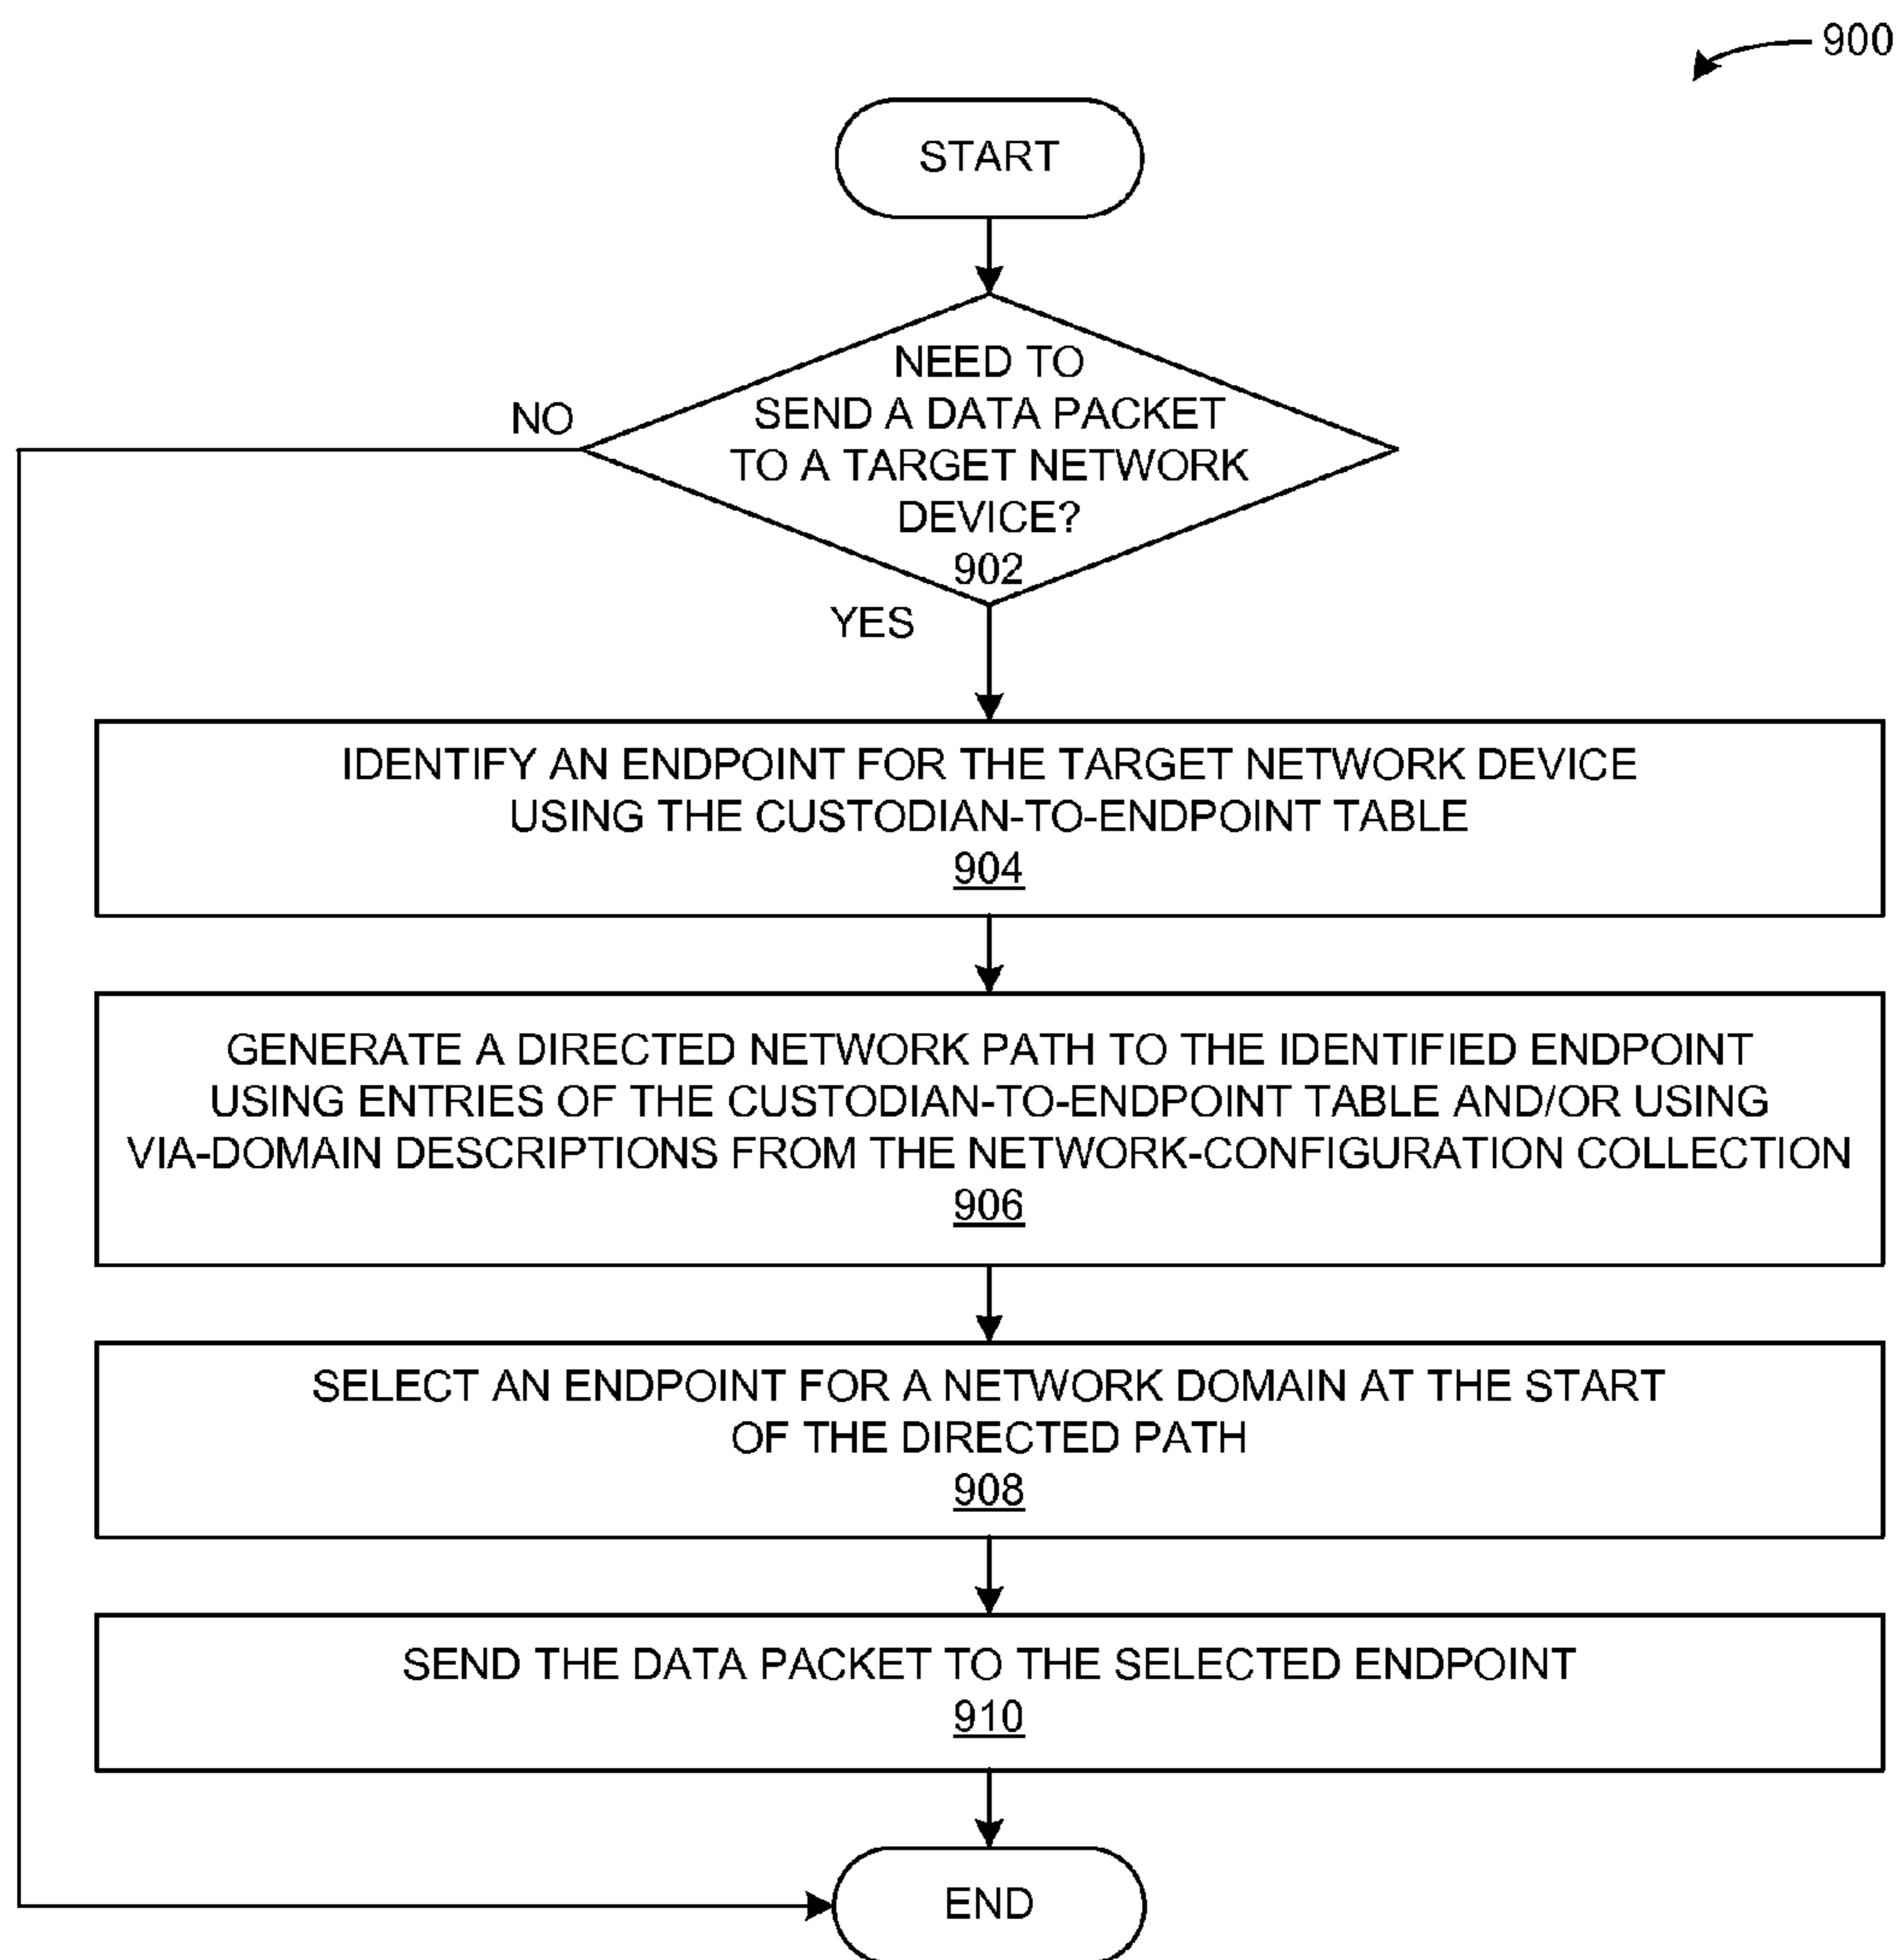 900
START
NEED TO
SEND A DATA PACKET
TO A TARGET NETWORK
DEVICE?
902
NO
YES
IDENTIFY AN ENDPOINT FOR THE TARGET NETWORK DEVICE
USING THE CUSTODIAN-TO-ENDPOINT TABLE
904
GENERATE A DIRECTED NETWORK PATH TO THE IDENTIFIED ENDPOINT
USING ENTRIES OF THE CUSTODIAN-TO-ENDPOINT TABLE AND/OR USING
VIA-DOMAIN DESCRIPTIONS FROM THE NETWORK-CONFIGURATION COLLECTION
906
SELECT AN ENDPOINT FOR A NETWORK DOMAIN AT THE START
OF THE DIRECTED PATH
908
SEND THE DATA PACKET TO THE SELECTED ENDPOINT
910
END